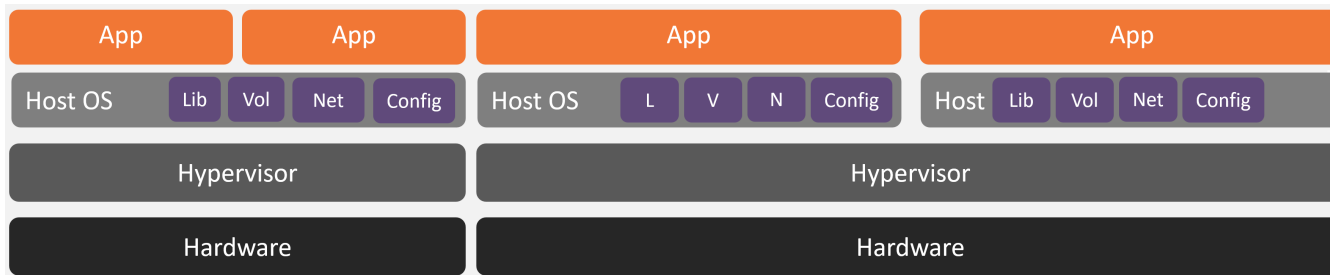 App App App App
Host OS Lib Vol Net Config Host OS L V N Config Host Lib Vol Net Config
Hypervisor Hypervisor
Hardware Hardware